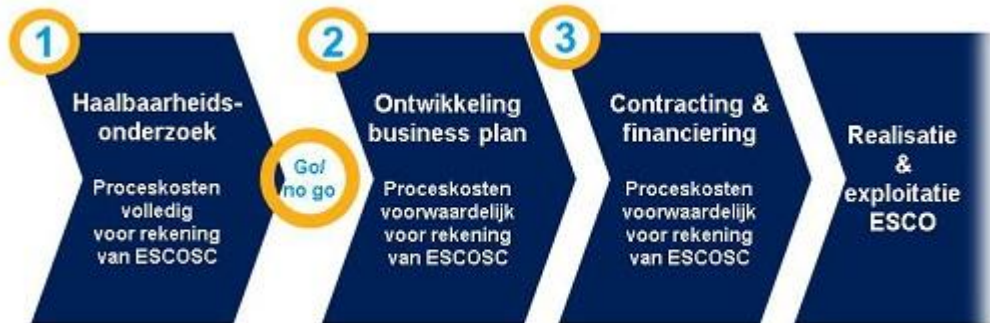 1
Haalbaarheids-
onderzoek
Proceskosten
volledig
voor rekening
van ESCOSC
Go/
no go
2
Ontwikkeling
business plan
Proceskosten
voorwaardelijk
voor rekening
van ESCOSC
3
Contracting &
financiering
Proceskosten
voorwaardelijk
voor rekening
van ESCOSC
Realisatie
&
exploitatie
ESCO